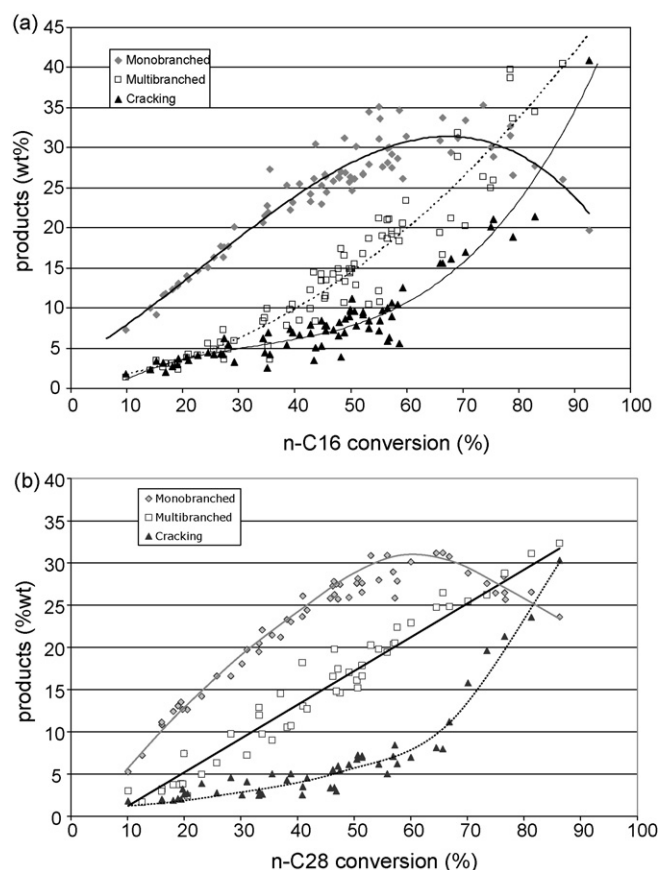 (a)
45
40
35
30
25
20
15
10
5
0
products (wt%)
Monobranched
Multibranched
Cracking
0 10 20 30 40 50 60 70 80 90 100
n-C16 conversion (%)
(b)
40
35
30
25
20
15
10
5
0
products (%wt)
Monobranched
Multibranched
Cracking
0 10 20 30 40 50 60 70 80 90 100
n-C28 conversion (%)